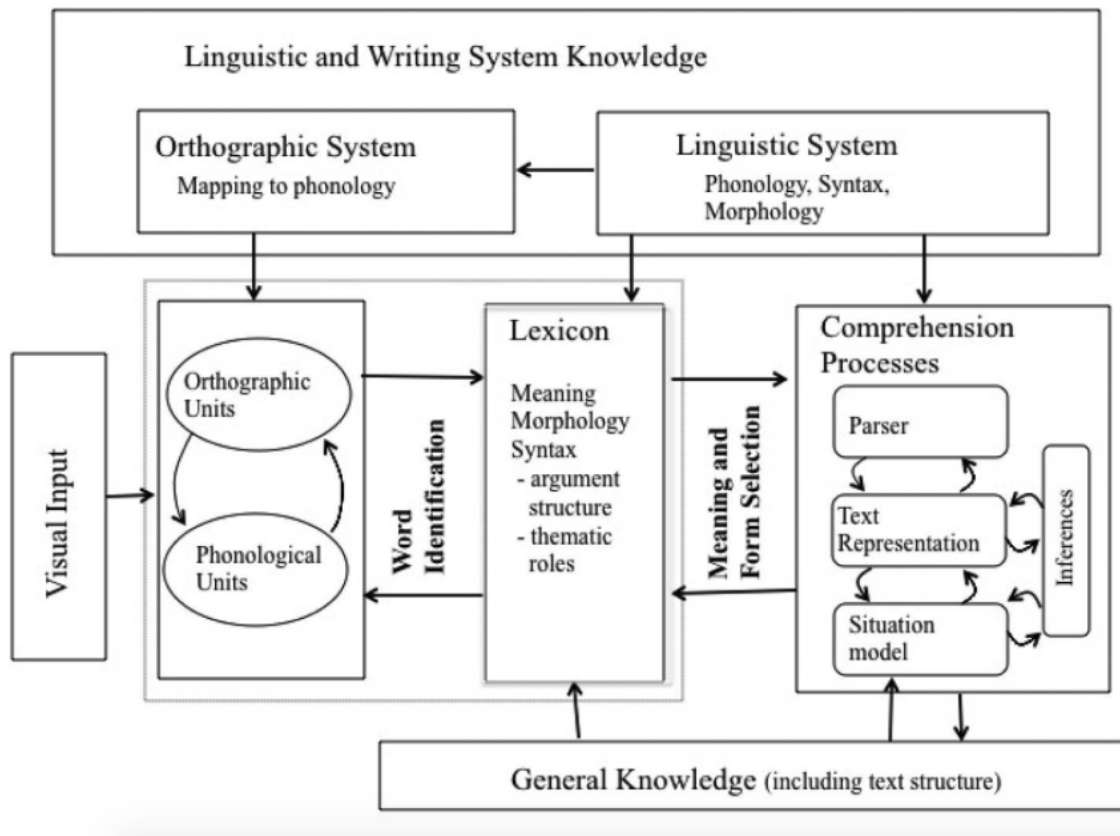 Linguistic and Writing System Knowledge
Orthographic System
Mapping to phonology
Linguistic System
Phonology, Syntax,
Morphology
Visual Input
Orthographic
Units
Phonological
Units
Word
Identification
Lexicon
Meaning
Morphology
Syntax
- argument
structure
- thematic
roles
Meaning and
Form Selection
Comprehension
Processes
Parser
Text
Representation
Situation
model
Inferences
General Knowledge (including text structure)